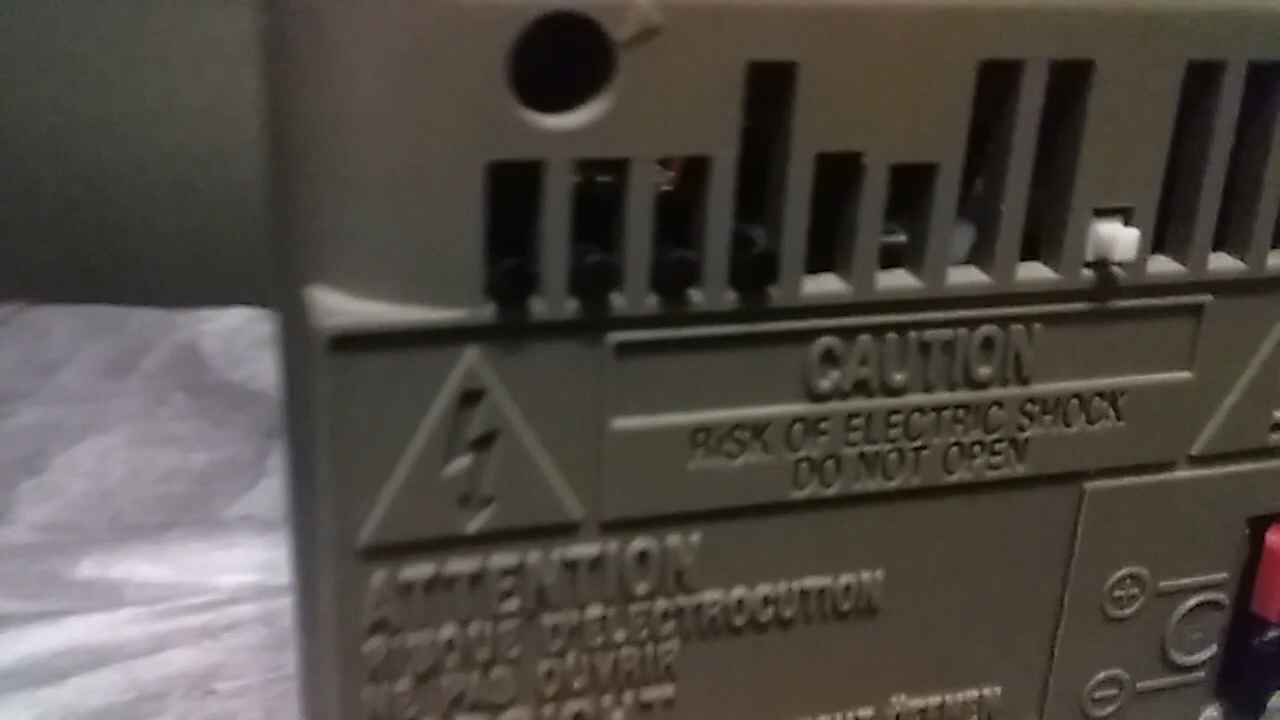 CAUTION
RISK OF ELECTRIC SHOCK
DO NOT OPEN
ATTENTION
RISQUE D'ELECTROCUTION
NE PAS OUVRIR